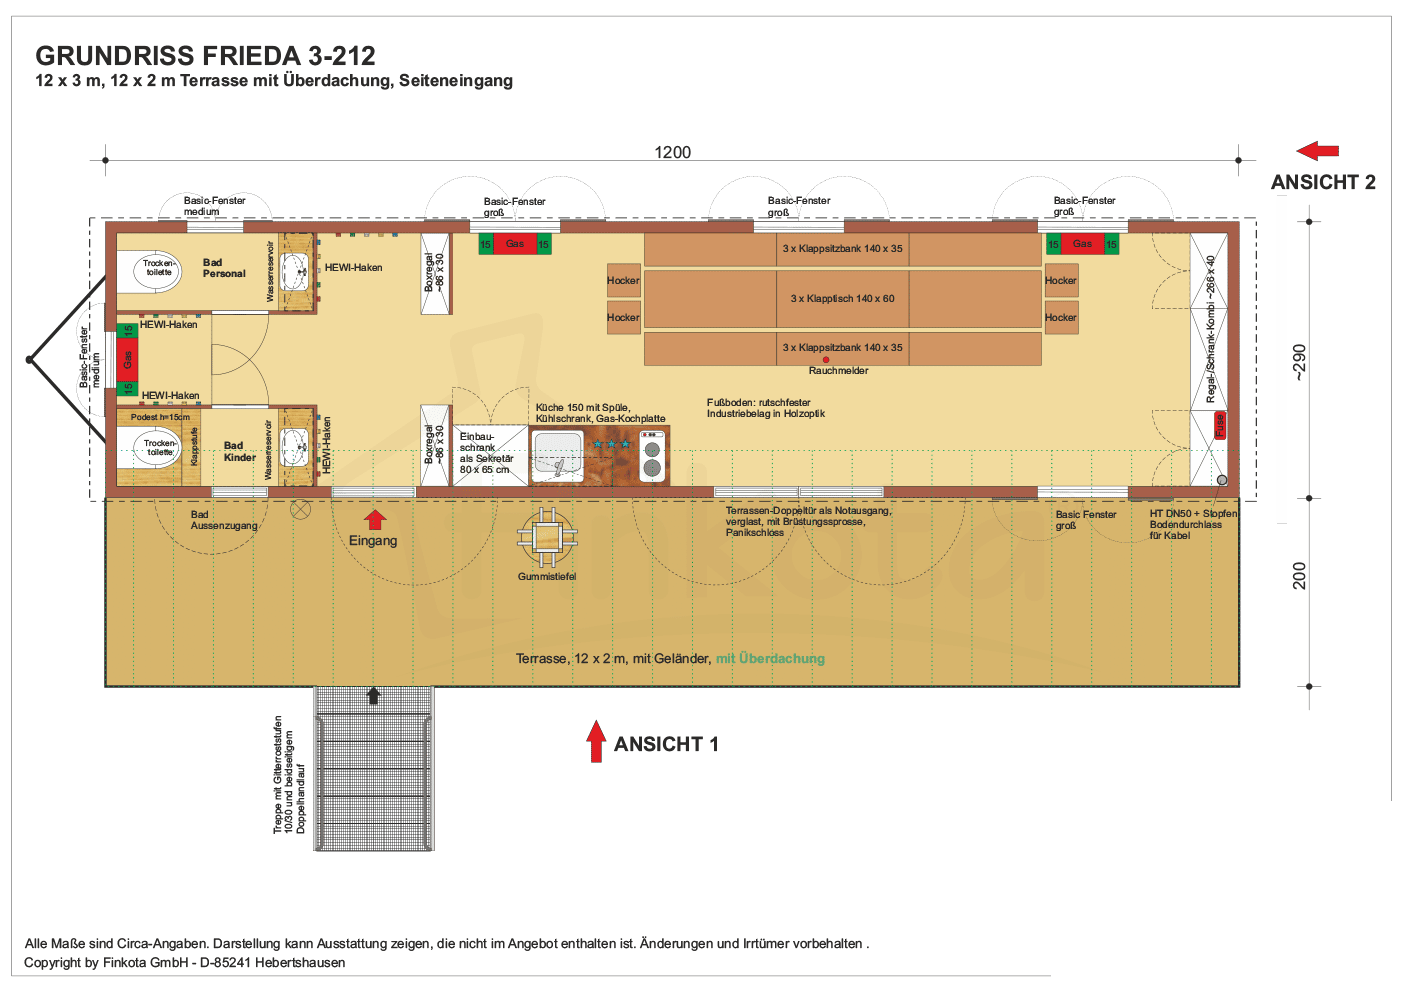 GRUNDRISS FRIEDA 3-212
12 x 3 m, 12 x 2 m Terrasse mit Überdachung, Seiteneingang
1200
ANSICHT 2
Basic-Fenster
medium
Basic-Fenster
groß
Basic-Fenster
groß
Basic-Fenster
groß
Trocken-
toilette
Bad
Personal
Wasserreservoir
HEWI-Haken
Boxregal
~86 x 30
15
Gas
15
3 x Klappsitzbank 140 x 35
15
Gas
15
Hocker
Hocker
3 x Klapptisch 140 x 60
Hocker
Hocker
3 x Klappsitzbank 140 x 35
Rauchmelder
Regal-/Schrank-Kombi ~266 x 40
~290
Basic-Fenster
medium
15
Gas
15
HEWI-Haken
HEWI-Haken
Podest h=15cm
Trocken-
toilette
Klappstufe
Bad
Kinder
Wasserreservoir
HEWI-Haken
Boxregal
~86 x 30
Einbau-
schrank
als Sekretär
80 x 65 cm
Küche 150 mit Spüle,
Kühlschrank, Gas-Kochplatte
Fußboden: rutschfester
Industriebelag in Holzoptik
Füse
Bad
Aussenzugang
Eingang
Gummistiefel
Terrassen-Doppeltür als Notausgang,
verglast, mit Brüstungssprosse,
Panikschloss
Basic Fenster
groß
HT DN50 + Stopfen
Bodendurchlass
für Kabel
200
Finkota
Terrasse, 12 x 2 m, mit Geländer, mit Überdachung
Treppe mit Gitterroststufen
10/30 und beidseitigem
Doppelhandlauf
ANSICHT 1
Alle Maße sind Circa-Angaben. Darstellung kann Ausstattung zeigen, die nicht im Angebot enthalten ist. Änderungen und Irrtümer vorbehalten .
Copyright by Finkota GmbH - D-85241 Hebertshausen